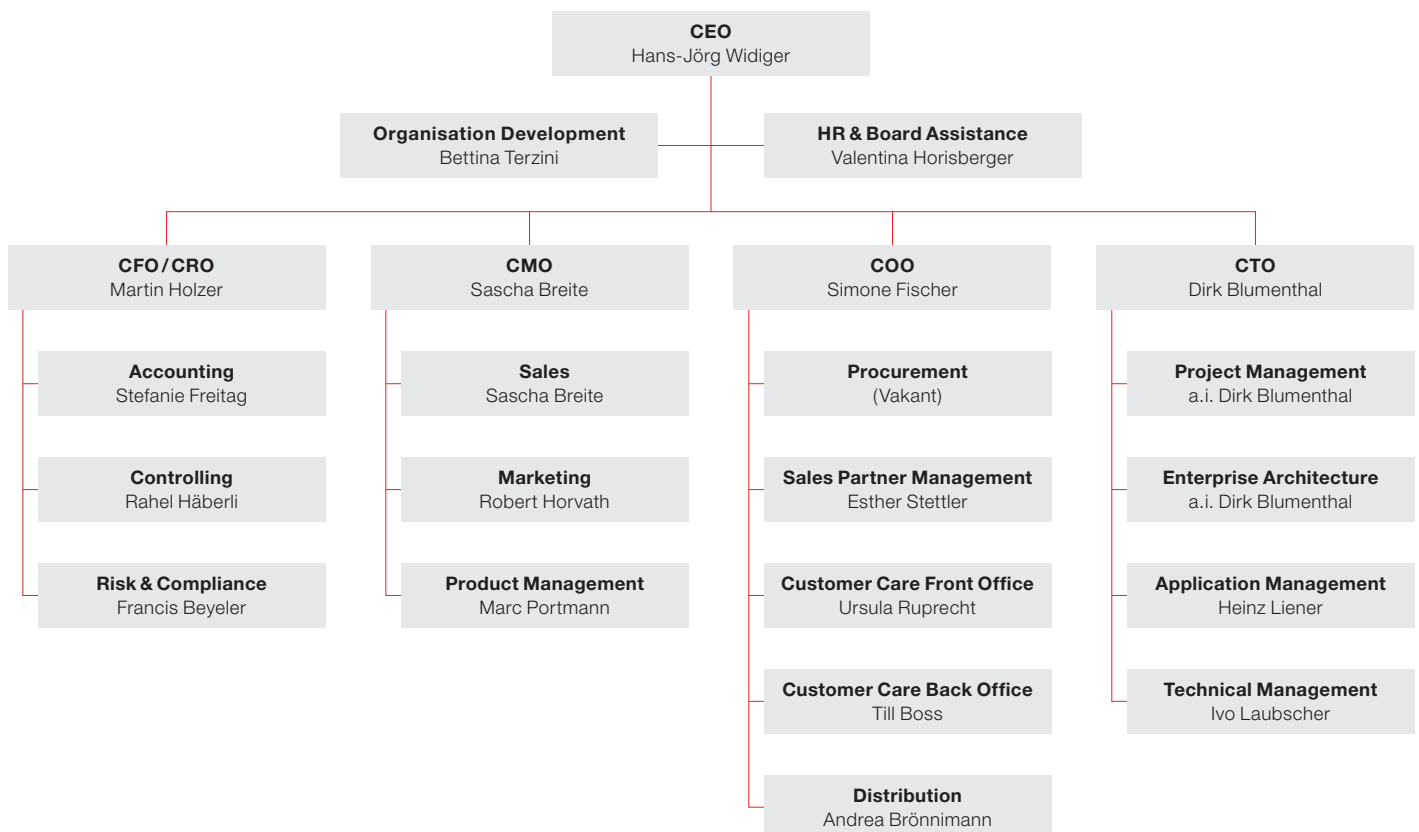 CEO
Hans-Jörg Widiger
Organisation Development
Bettina Terzini
HR & Board Assistance
Valentina Horisberger
CFO / CRO
Martin Holzer
CMO
Sascha Breite
COO
Simone Fischer
CTO
Dirk Blumenthal
Accounting
Stefanie Freitag
Sales
Sascha Breite
Procurement
(Vakant)
Project Management
a.i. Dirk Blumenthal
Controlling
Rahel Häberli
Marketing
Robert Horvath
Sales Partner Management
Esther Stettler
Enterprise Architecture
a.i. Dirk Blumenthal
Risk & Compliance
Francis Beyeler
Product Management
Marc Portmann
Customer Care Front Office
Ursula Ruprecht
Application Management
Heinz Liener
Customer Care Back Office
Till Boss
Technical Management
Ivo Laubscher
Distribution
Andrea Brönnimann